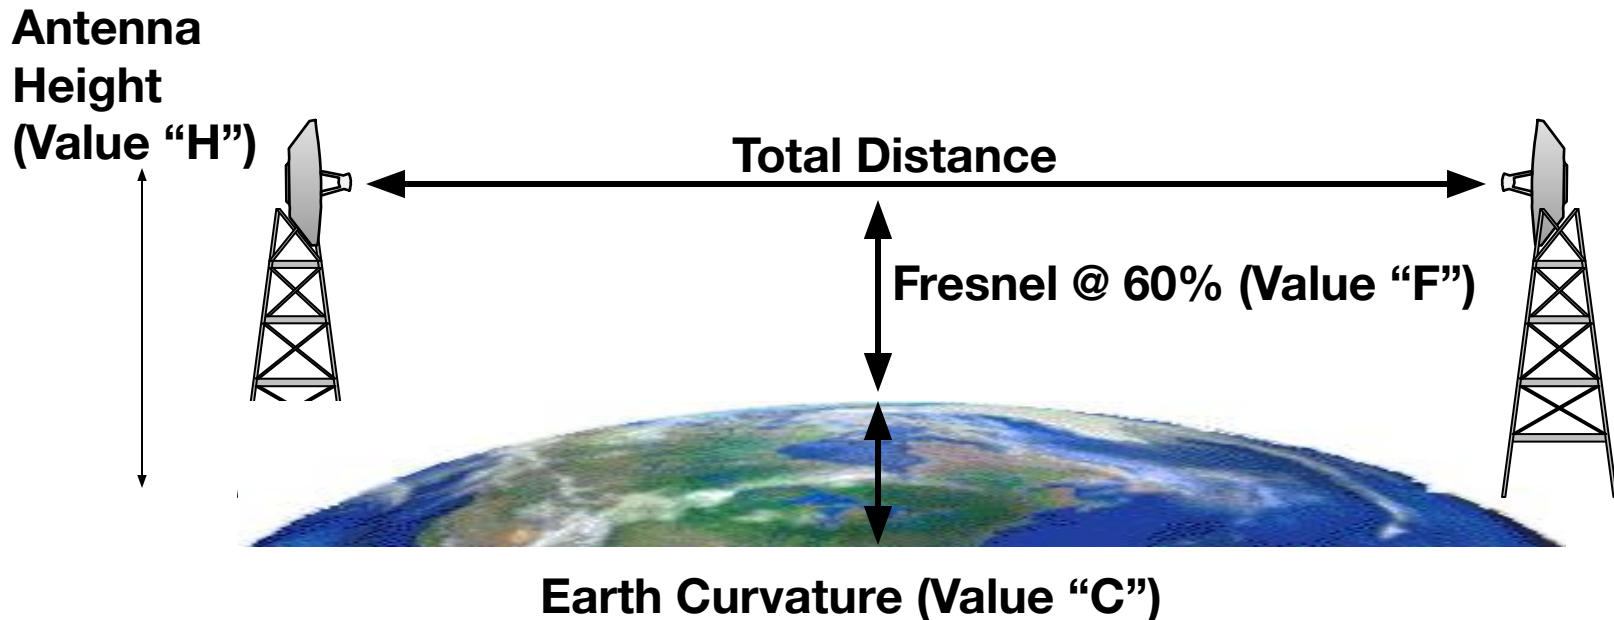 Antenna
Height
(Value “H”)
Total Distance
Fresnel @ 60% (Value “F”)
Earth Curvature (Value “C”)